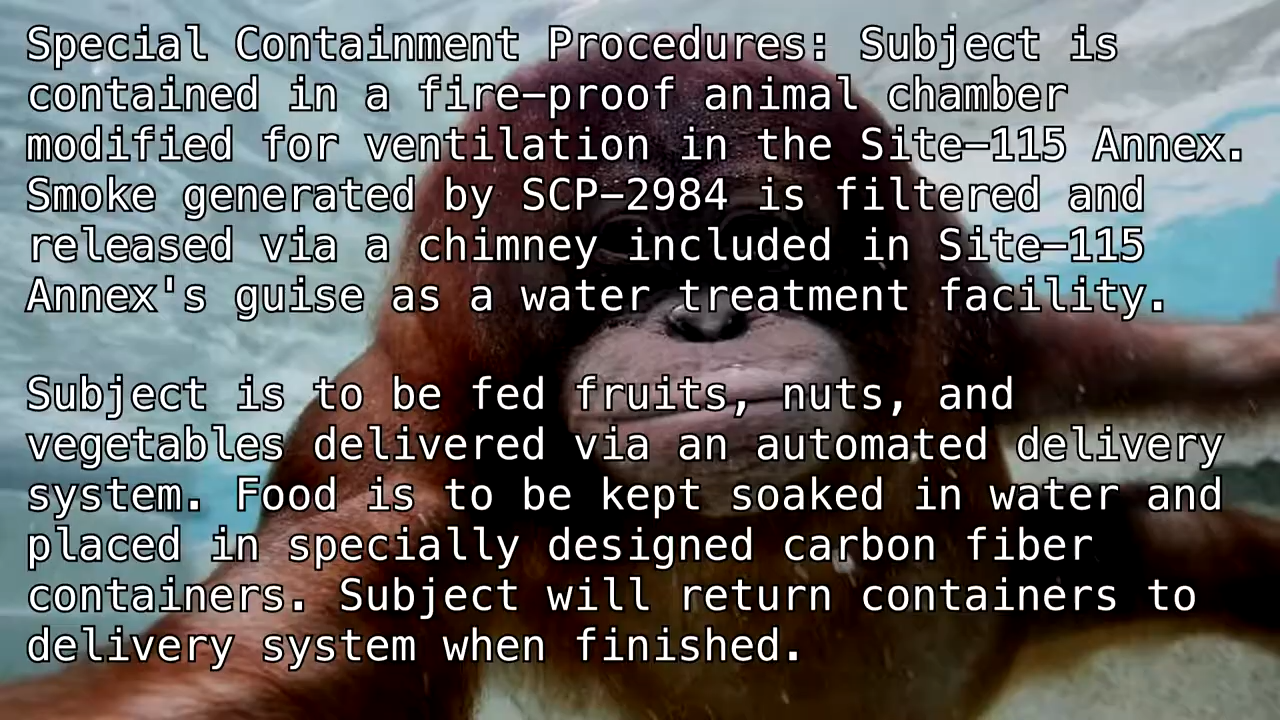 Special Containment Procedures: Subject is
contained in a fire-proof animal chamber
modified for ventilation in the Site-115 Annex.
Smoke generated by SCP-2984 is filtered and
released via a chimney included in Site-115
Annex's guise as a water treatment facility.
Subject is to be fed fruits, nuts, and
vegetables delivered via an automated delivery
system. Food is to be kept soaked in water and
placed in specially designed carbon fiber
containers. Subject will return containers to
delivery system when finished.